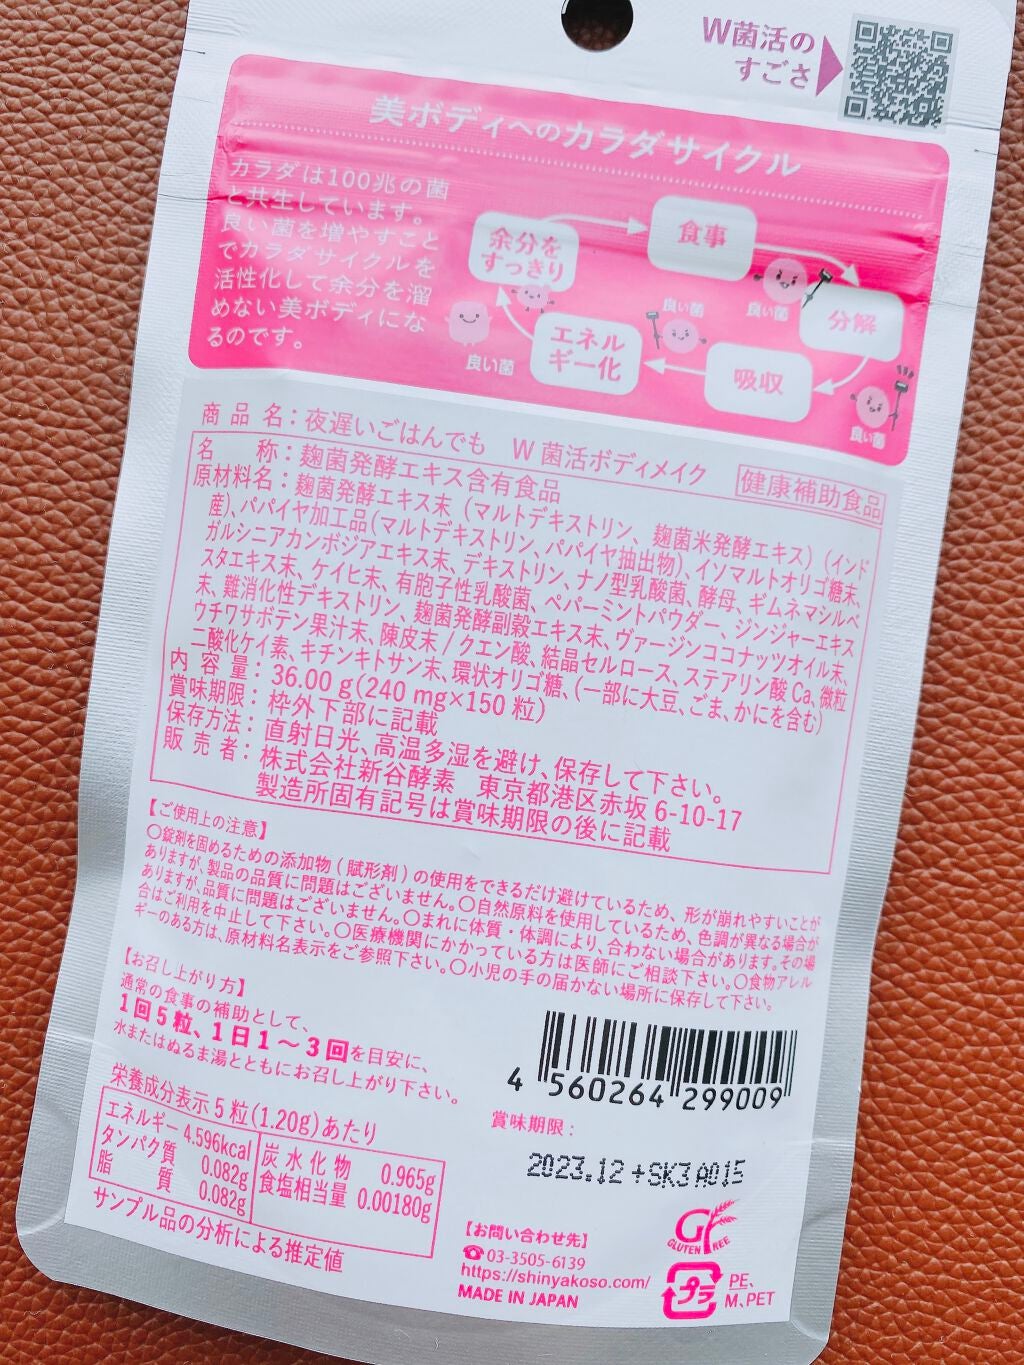 W菌活の
すごさ
美ボディへのカラダサイクル
カラダは100兆の菌
と共生しています。
良い菌を増やすこと
でカラダサイクルを
活性化して余分を溜
めない美ボディにな
るのです。
食事
良い菌
分解
良い菌
吸収
良い菌
エネル
ギー化
良い菌
余分を
すっきり
商品名：夜遅いごはんでも W菌活ボディメイク 健康補助食品
名称：麹菌発酵エキス含有食品
原材料名：麹菌発酵エキス末（マルトデキストリン、麹菌米発酵エキス）（インド
産）、パパイヤ加工品（マルトデキストリン、パパイヤ抽出物）、イソマルトオリゴ糖末、
ガルシニアカンボジアエキス末、デキストリン、ナノ型乳酸菌、酵母、ギムネマシルベ
スタエキス末、ケイヒ末、有胞子性乳酸菌、ペパーミントパウダー、ジンジャーエキス
末、難消化性デキストリン、麹菌発酵副穀エキス末、ヴァージンココナッツオイル末、
ウチワサボテン果汁末、陳皮末/クエン酸、結晶セルロース、ステアリン酸Ca、微粒
二酸化ケイ素、キチンキトサン末、環状オリゴ糖、（一部に大豆、ごま、かにを含む）
内容量：36.00 g(240 mg×150 粒)
賞味期限：枠外下部に記載
保存方法：直射日光、高温多湿を避け、保存して下さい。
販売者：株式会社新谷酵素 東京都港区赤坂 6-10-17
製造所固有記号は賞味期限の後に記載
【ご使用上の注意】
○錠剤を固めるための添加物(賦形剤)の使用をできるだけ避けているため、形が崩れやすいことが
ありますが、製品の品質に問題はございません。○自然原料を使用しているため、色調が異なる場合が
ありますが、品質に問題はございません。○まれに体質・体調により、合わない場合があります。その場
合はご利用を中止して下さい。○医療機関にかかっている方は医師にご相談下さい。○食物アレル
ギーのある方は、原材料名表示をご参照下さい。○小児の手の届かない場所に保存して下さい。
【お召し上がり方】
通常の食事の補助として、
1回5粒、1日1～3回を目安に、
水またはぬるま湯とともにお召し上がり下さい。
栄養成分表示 5 粒(1.20g)あたり
エネルギー 4.596kcal
タンパク質 0.082g
脂質 0.082g
炭水化物 0.965g
食塩相当量 0.00180g
サンプル品の分析による推定値
4 560264 299009
賞味期限：
2023.12 +SK3 A015
【お問い合わせ先】
☎03-3505-6139
https://shinyakoso.com/
MADE IN JAPAN
G
GLUTEN FREE
プラ
PE、
M、PET